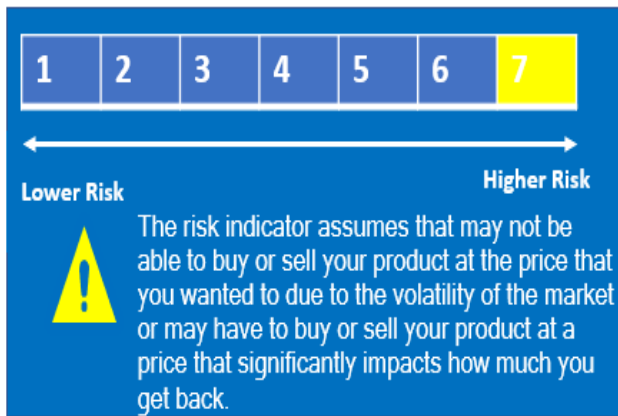 1 2 3 4 5 6 7
Lower Risk
Higher Risk
!
The risk indicator assumes that may not be
able to buy or sell your product at the price that
you wanted to due to the volatility of the market
or may have to buy or sell your product at a
price that significantly impacts how much you
get back.